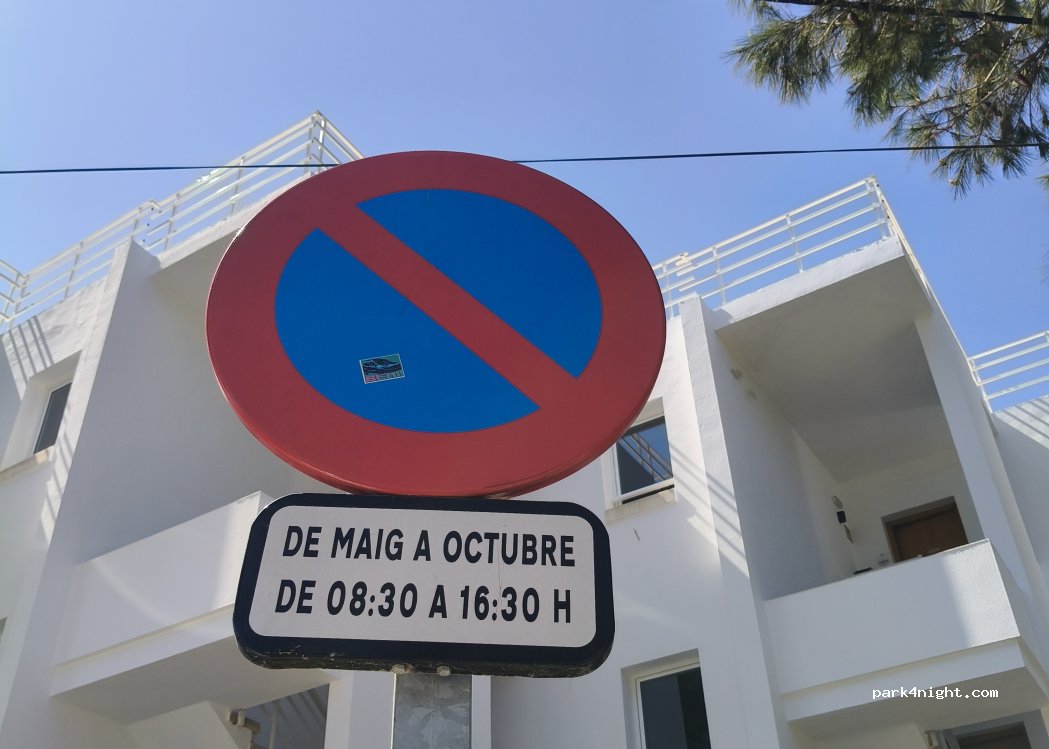 DE MAIG A OCTUBRE
DE 08:30 A 16:30 H
park4night.com